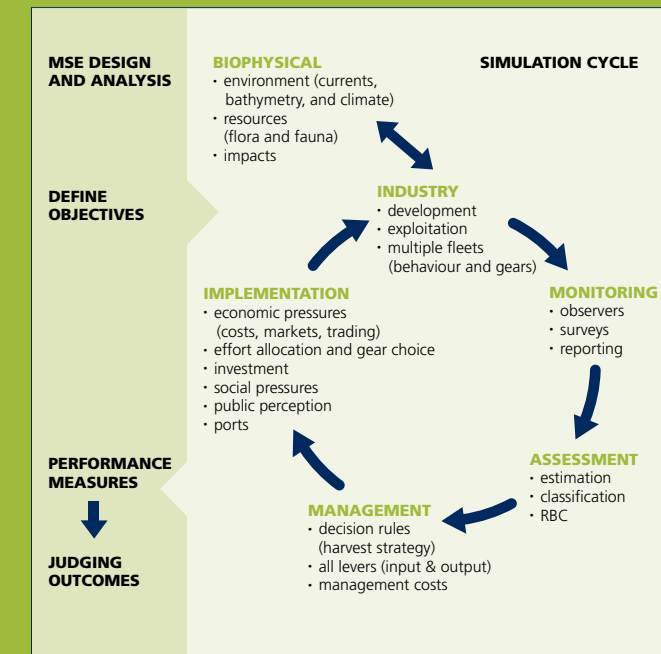 MSE DESIGN
AND ANALYSIS
DEFINE
OBJECTIVES
PERFORMANCE
MEASURES
JUDGING
OUTCOMES
SIMULATION CYCLE
BIOPHYSICAL
• environment (currents,
bathymetry, and climate)
• resources
(flora and fauna)
• impacts
INDUSTRY
• development
• exploitation
• multiple fleets
(behaviour and gears)
MONITORING
• observers
• surveys
• reporting
ASSESSMENT
• estimation
• classification
• RBC
MANAGEMENT
• decision rules
(harvest strategy)
• all levers (input & output)
• management costs
IMPLEMENTATION
• economic pressures
(costs, markets, trading)
• effort allocation and gear choice
• investment
• social pressures
• public perception
• ports